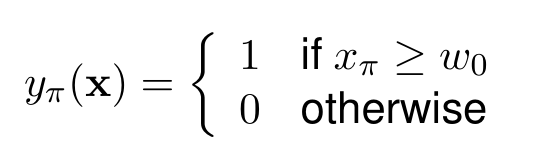 y_π(x) = { 1 if x_π ≥ w_0
0 otherwise